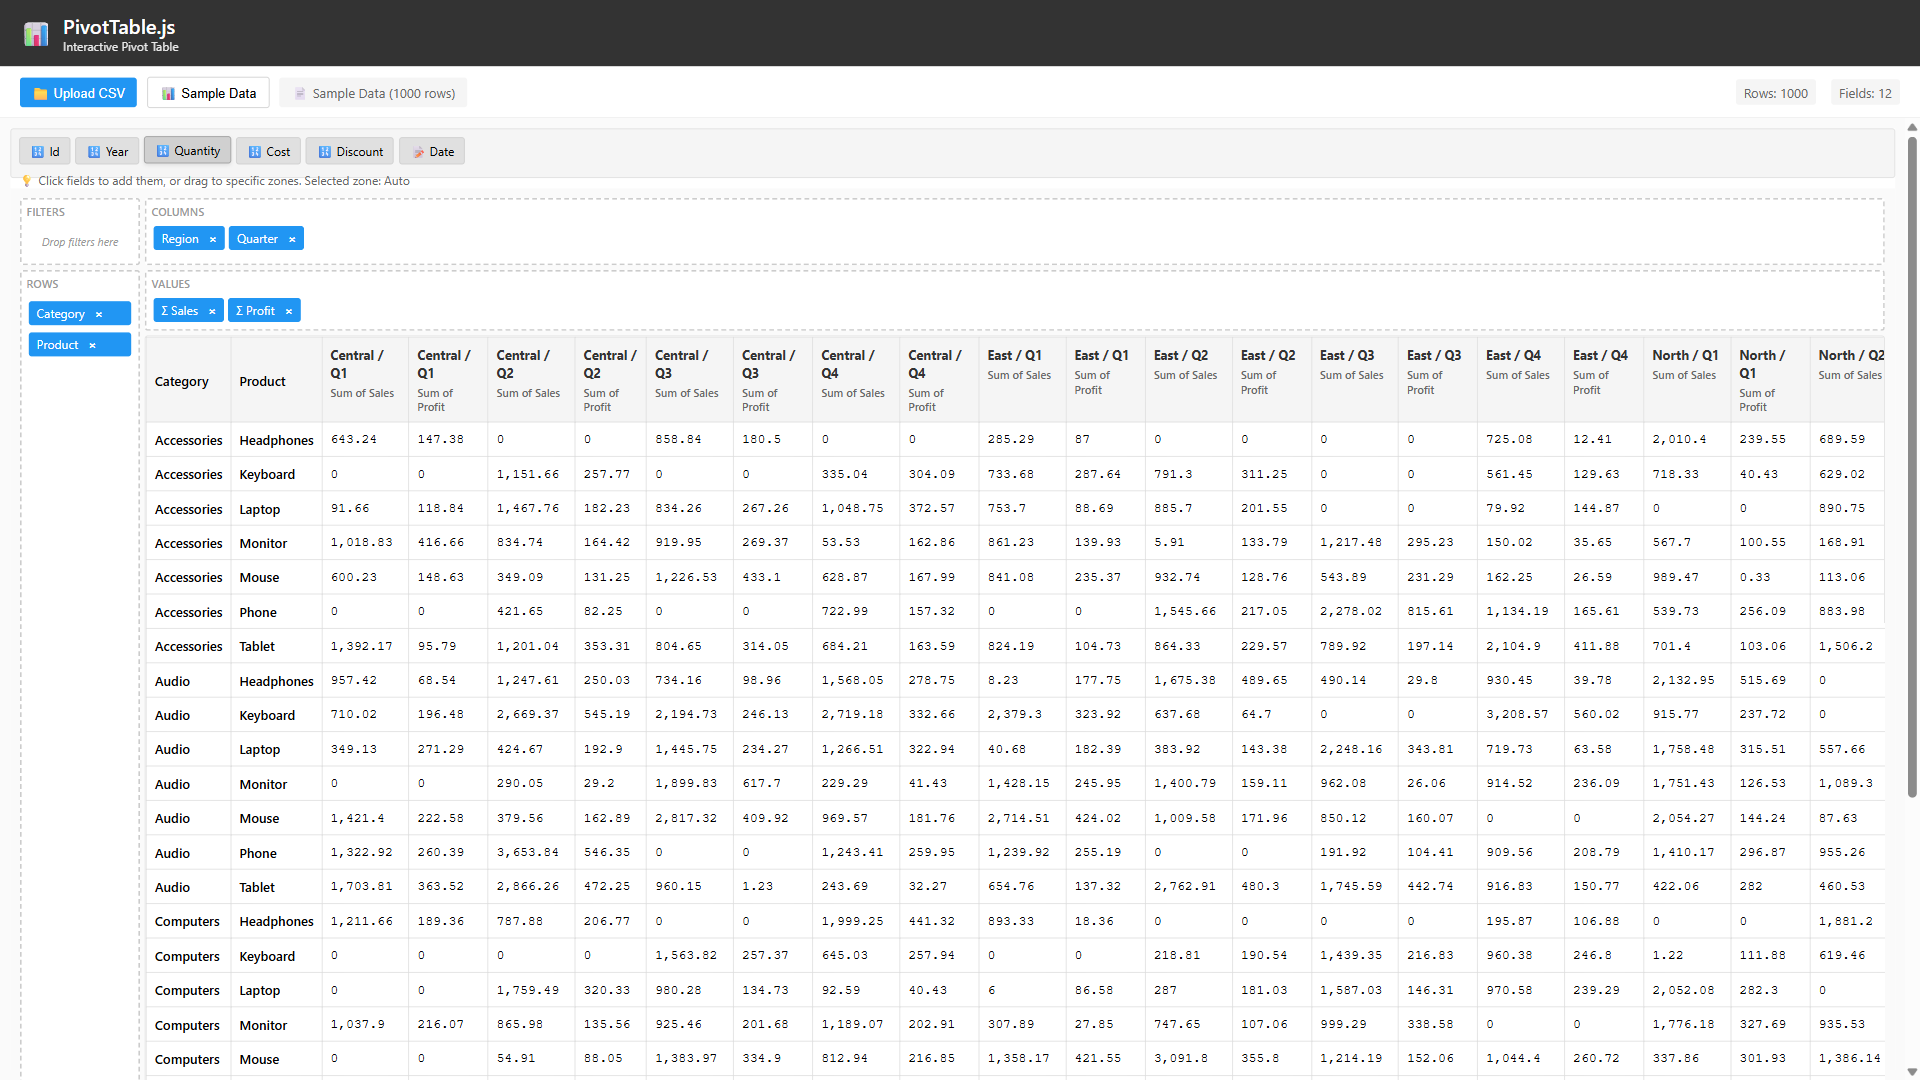 PivotTable.js
Interactive Pivot Table
Upload CSV Sample Data Sample Data (1000 rows) Rows: 1000 Fields: 12
Id Year Quantity Cost Discount Date
Click fields to add them, or drag to specific zones. Selected zone: Auto
FILTERS
Drop filters here
COLUMNS
Region × Quarter ×
ROWS
Category ×
Product ×
VALUES
Σ Sales × Σ Profit ×
Category Product Central / Q1 Sum of Sales Central / Q1 Sum of Profit Central / Q2 Sum of Sales Central / Q2 Sum of Profit Central / Q3 Sum of Sales Central / Q3 Sum of Profit Central / Q4 Sum of Sales Central / Q4 Sum of Profit East / Q1 Sum of Sales East / Q1 Sum of Profit East / Q2 Sum of Sales East / Q2 Sum of Profit East / Q3 Sum of Sales East / Q3 Sum of Profit East / Q4 Sum of Sales East / Q4 Sum of Profit North / Q1 Sum of Sales North / Q1 Sum of Profit North / Q2 Sum of Sales
Accessories Headphones 643.24 147.38 0 0 858.84 180.5 0 0 285.29 87 0 0 0 0 725.08 12.41 2,010.4 239.55 689.59
Accessories Keyboard 0 0 1,151.66 257.77 0 0 335.04 304.09 733.68 287.64 791.3 311.25 0 0 561.45 129.63 718.33 40.43 629.02
Accessories Laptop 91.66 118.84 1,467.76 182.23 834.26 267.26 1,048.75 372.57 753.7 88.69 885.7 201.55 0 0 79.92 144.87 0 0 890.75
Accessories Monitor 1,018.83 416.66 834.74 164.42 919.95 269.37 53.53 162.86 861.23 139.93 5.91 133.79 1,217.48 295.23 150.02 35.65 567.7 100.55 168.91
Accessories Mouse 600.23 148.63 349.09 131.25 1,226.53 433.1 628.87 167.99 841.08 235.37 932.74 128.76 543.89 231.29 162.25 26.59 989.47 0.33 113.06
Accessories Phone 0 0 421.65 82.25 0 0 722.99 157.32 0 0 1,545.66 217.05 2,278.02 815.61 1,134.19 165.61 539.73 256.09 883.98
Accessories Tablet 1,392.17 95.79 1,201.04 353.31 804.65 314.05 684.21 163.59 824.19 104.73 864.33 229.57 789.92 197.14 2,104.9 411.88 701.4 103.06 1,506.2
Audio Headphones 957.42 68.54 1,247.61 250.03 734.16 98.96 1,568.05 278.75 8.23 177.75 1,675.38 489.65 490.14 29.8 930.45 39.78 2,132.95 515.69 0
Audio Keyboard 710.02 196.48 2,669.37 545.19 2,194.73 246.13 2,719.18 332.66 2,379.3 323.92 637.68 64.7 0 0 3,208.57 560.02 915.77 237.72 0
Audio Laptop 349.13 271.29 424.67 192.9 1,445.75 234.27 1,266.51 322.94 40.68 182.39 383.92 143.38 2,248.16 343.81 719.73 63.58 1,758.48 315.51 557.66
Audio Monitor 0 0 290.05 29.2 1,899.83 617.7 229.29 41.43 1,428.15 245.95 1,400.79 159.11 962.08 26.06 914.52 236.09 1,751.43 126.53 1,089.3
Audio Mouse 1,421.4 222.58 379.56 162.89 2,817.32 409.92 969.57 181.76 2,714.51 424.02 1,009.58 171.96 850.12 160.07 0 0 2,054.27 144.24 87.63
Audio Phone 1,322.92 260.39 3,653.84 546.35 0 0 1,243.41 259.95 1,239.92 255.19 0 0 191.92 104.41 909.56 208.79 1,410.17 296.87 955.26
Audio Tablet 1,703.81 363.52 2,866.26 472.25 960.15 1.23 243.69 32.27 654.76 137.32 2,762.91 480.3 1,745.59 442.74 916.83 150.77 422.06 282 460.53
Computers Headphones 1,211.66 189.36 787.88 206.77 0 0 1,999.25 441.32 893.33 18.36 0 0 0 0 195.87 106.88 0 0 1,881.2
Computers Keyboard 0 0 0 0 1,563.82 257.37 645.03 257.94 0 0 218.81 190.54 1,439.35 216.83 960.38 246.8 1.22 111.88 619.46
Computers Laptop 0 0 1,759.49 320.33 980.28 134.73 92.59 40.43 6 86.58 287 181.03 1,587.03 146.31 970.58 239.29 2,052.08 282.3 0
Computers Monitor 1,037.9 216.07 865.98 135.56 925.46 201.68 1,189.07 202.91 307.89 27.85 747.65 107.06 999.29 338.58 0 0 1,776.18 327.69 935.53
Computers Mouse 0 0 54.91 88.05 1,383.97 334.9 812.94 216.85 1,358.17 421.55 3,091.8 355.8 1,214.19 152.06 1,044.4 260.72 337.86 301.93 1,386.14